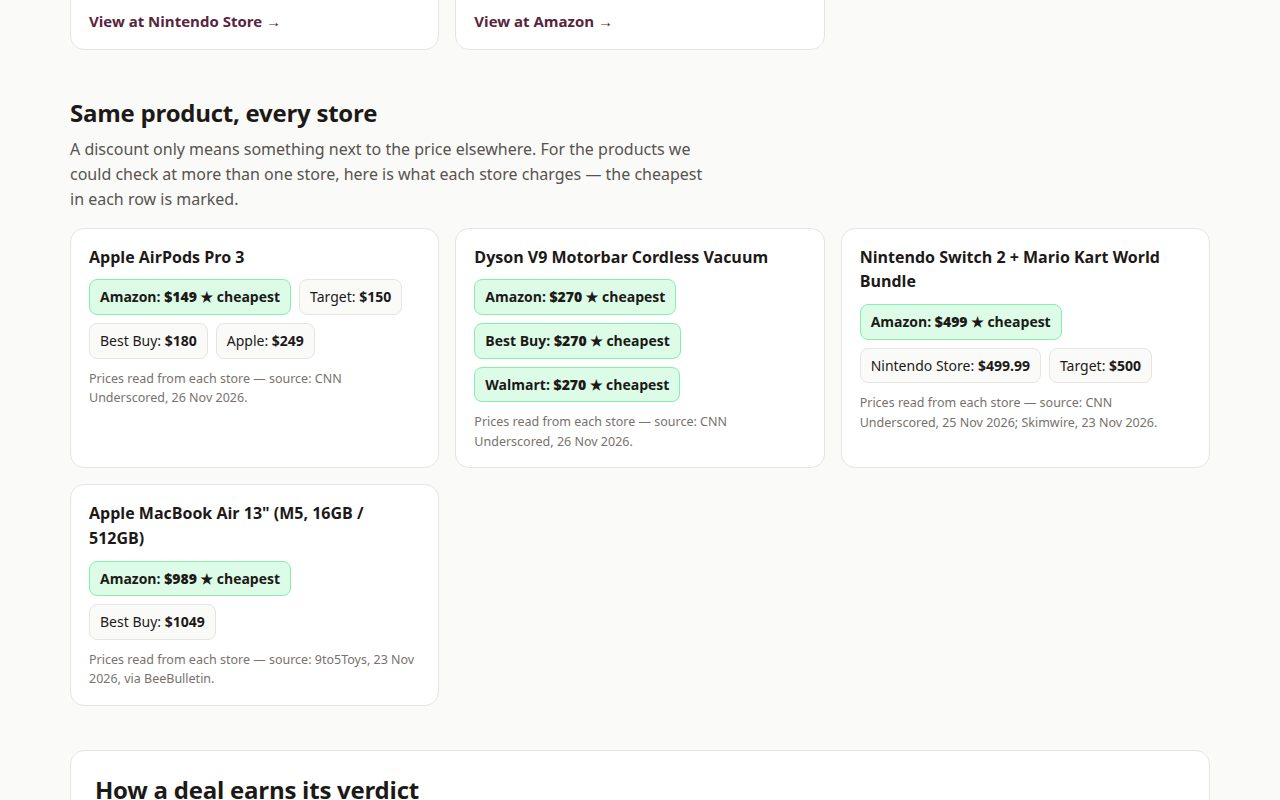 View at Nintendo Store →
View at Amazon →
Same product, every store
A discount only means something next to the price elsewhere. For the products we
could check at more than one store, here is what each store charges — the cheapest
in each row is marked.
Apple AirPods Pro 3
Amazon: $149 ★ cheapest
Target: $150
Best Buy: $180
Apple: $249
Prices read from each store — source: CNN
Underscored, 26 Nov 2026.
Dyson V9 Motorbar Cordless Vacuum
Amazon: $270 ★ cheapest
Best Buy: $270 ★ cheapest
Walmart: $270 ★ cheapest
Prices read from each store — source: CNN
Underscored, 26 Nov 2026.
Nintendo Switch 2 + Mario Kart World
Bundle
Amazon: $499 ★ cheapest
Nintendo Store: $499.99
Target: $500
Prices read from each store — source: CNN
Underscored, 25 Nov 2026; Skimwire, 23 Nov 2026.
Apple MacBook Air 13" (M5, 16GB /
512GB)
Amazon: $989 ★ cheapest
Best Buy: $1049
Prices read from each store — source: 9to5Toys, 23 Nov
2026, via BeeBulletin.
How a deal earns its verdict